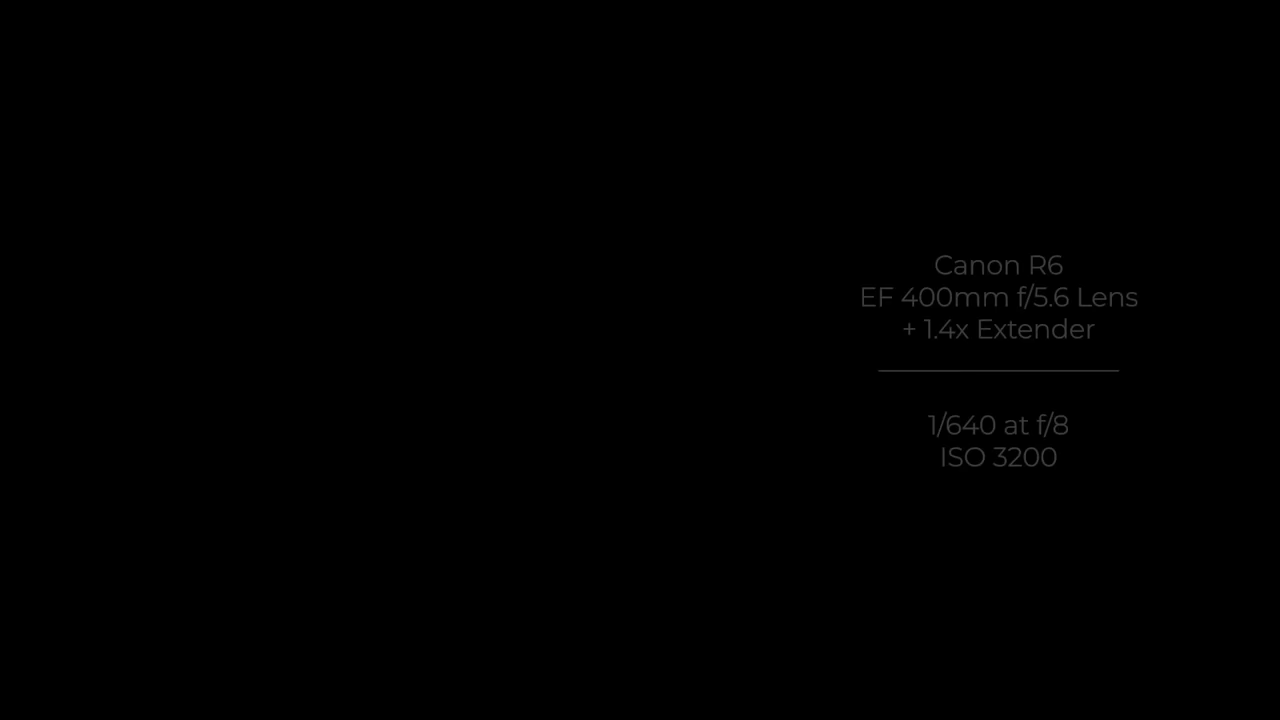 Canon R6
EF 400mm f/5.6 Lens
+ 1.4x Extender
1/640 at f/8
ISO 3200